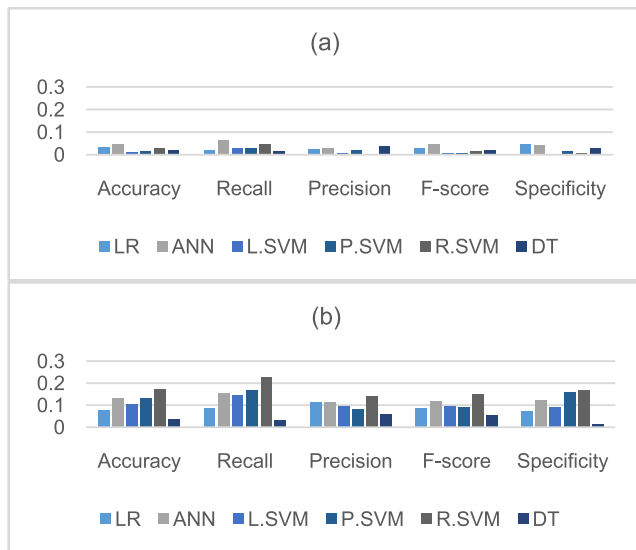 (a)
0.3
0.2
0.1
0
Accuracy Recall Precision F-score Specificity
LR ANN L.SVM P.SVM R.SVM DT
(b)
0.3
0.2
0.1
0
Accuracy Recall Precision F-score Specificity
LR ANN L.SVM P.SVM R.SVM DT